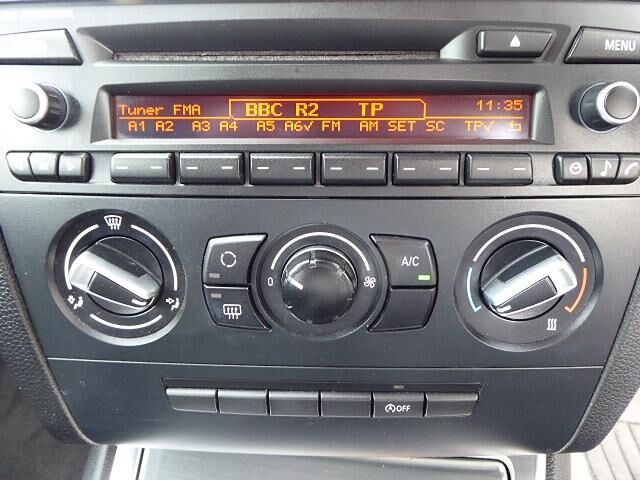 MENU
Tuner FMA BBC R2 TP 11:35
A1 A2 A3 A4 A5 A6✓ FM AM SET SC TP✓
0
A/C
OFF